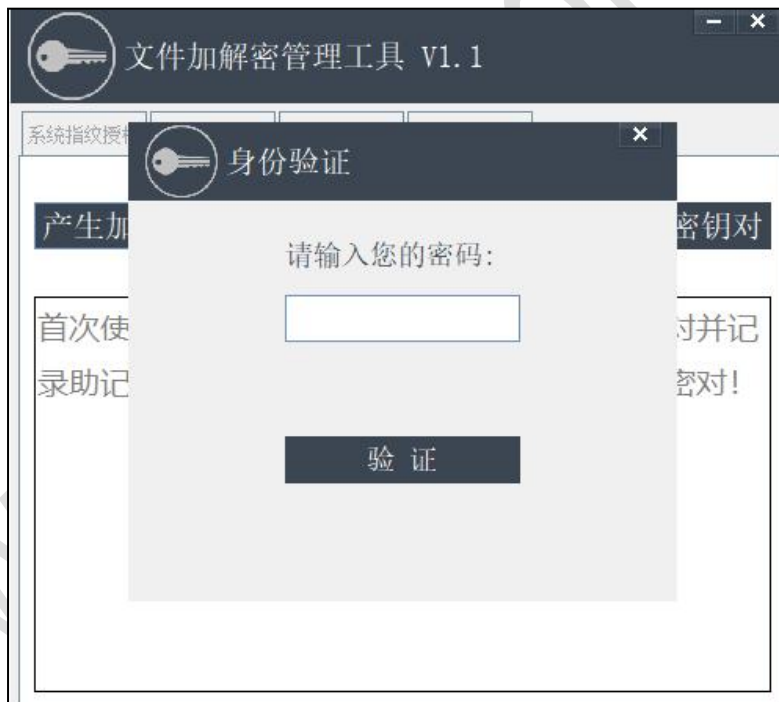 文件加解密管理工具 V1.1
系统指纹授
身份验证
产生加
密钥对
请输入您的密码:
首次使
对并记
录助记
密对!
验 证